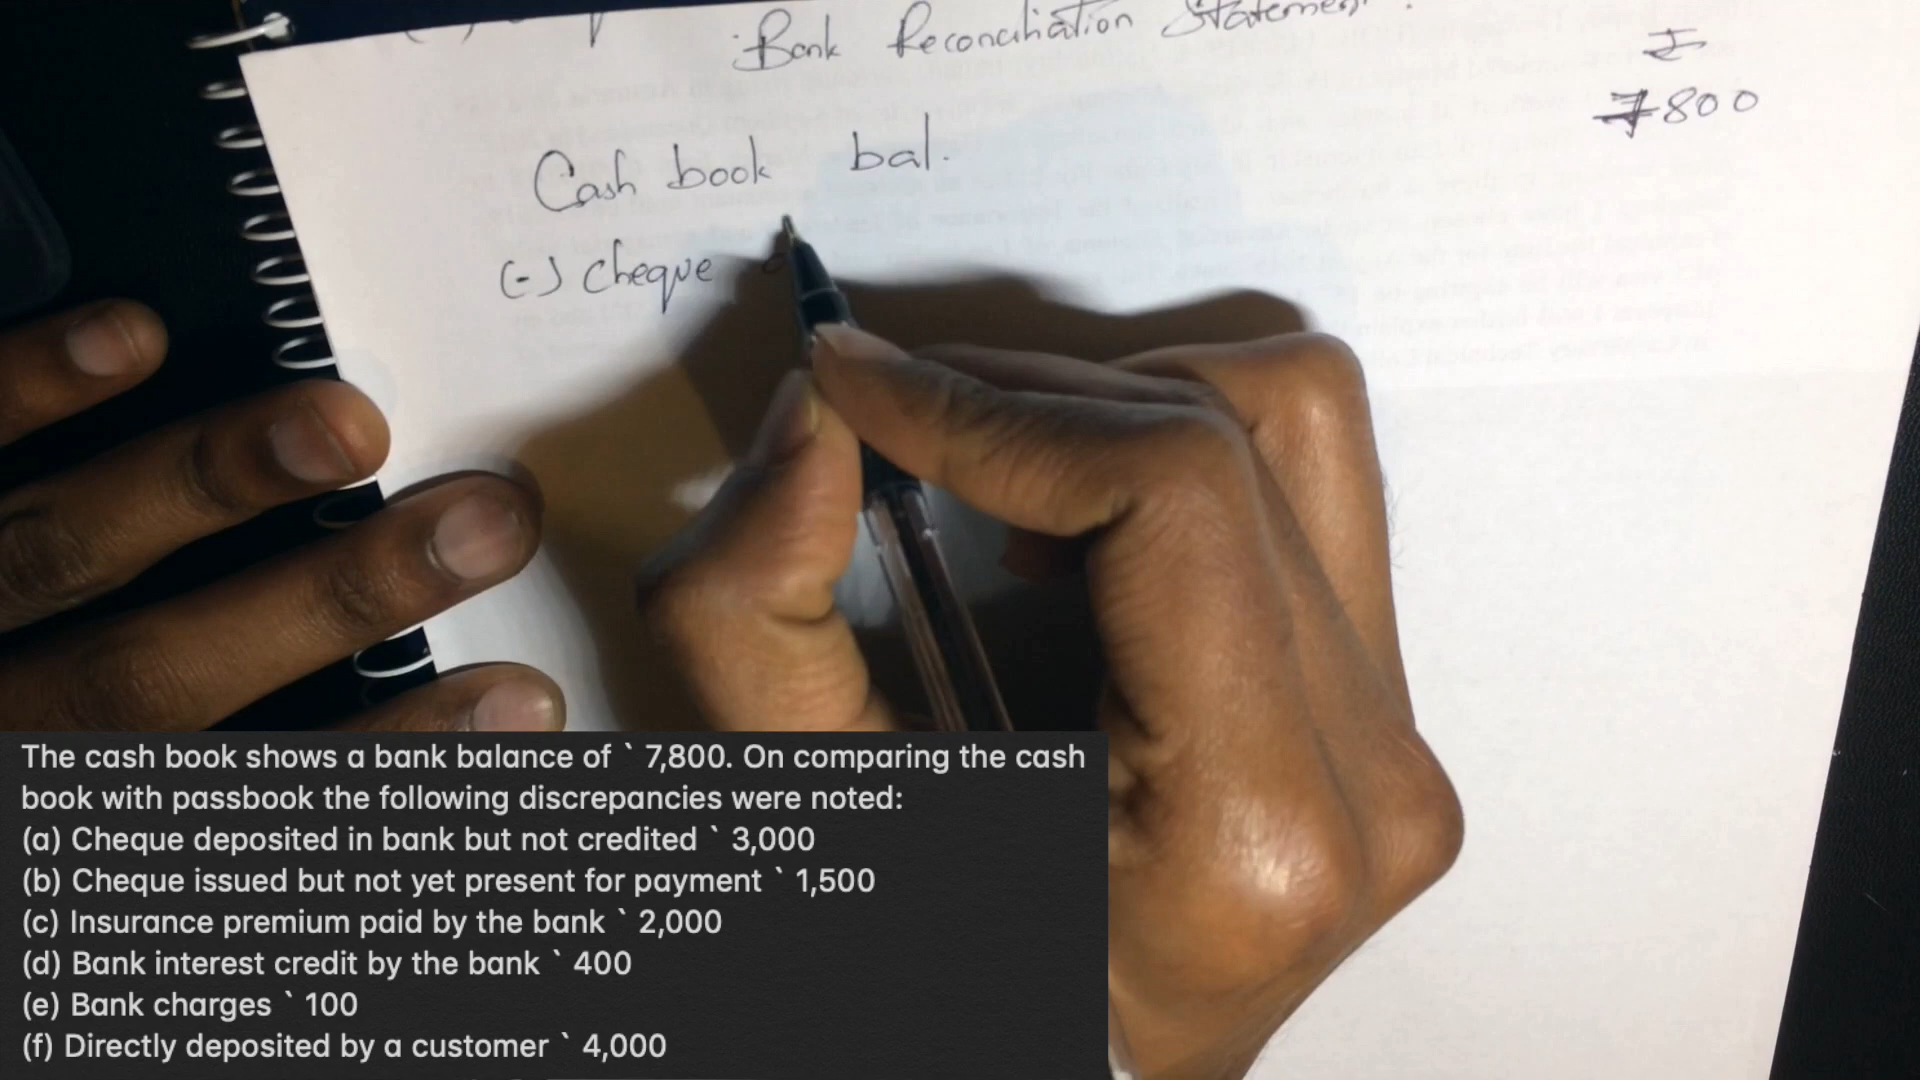 Bank Reconciliation Statement.
7800
Cash book bal.
(-) Cheque
The cash book shows a bank balance of ` 7,800. On comparing the cash
book with passbook the following discrepancies were noted:
(a) Cheque deposited in bank but not credited ` 3,000
(b) Cheque issued but not yet present for payment ` 1,500
(c) Insurance premium paid by the bank ` 2,000
(d) Bank interest credit by the bank ` 400
(e) Bank charges ` 100
(f) Directly deposited by a customer ` 4,000